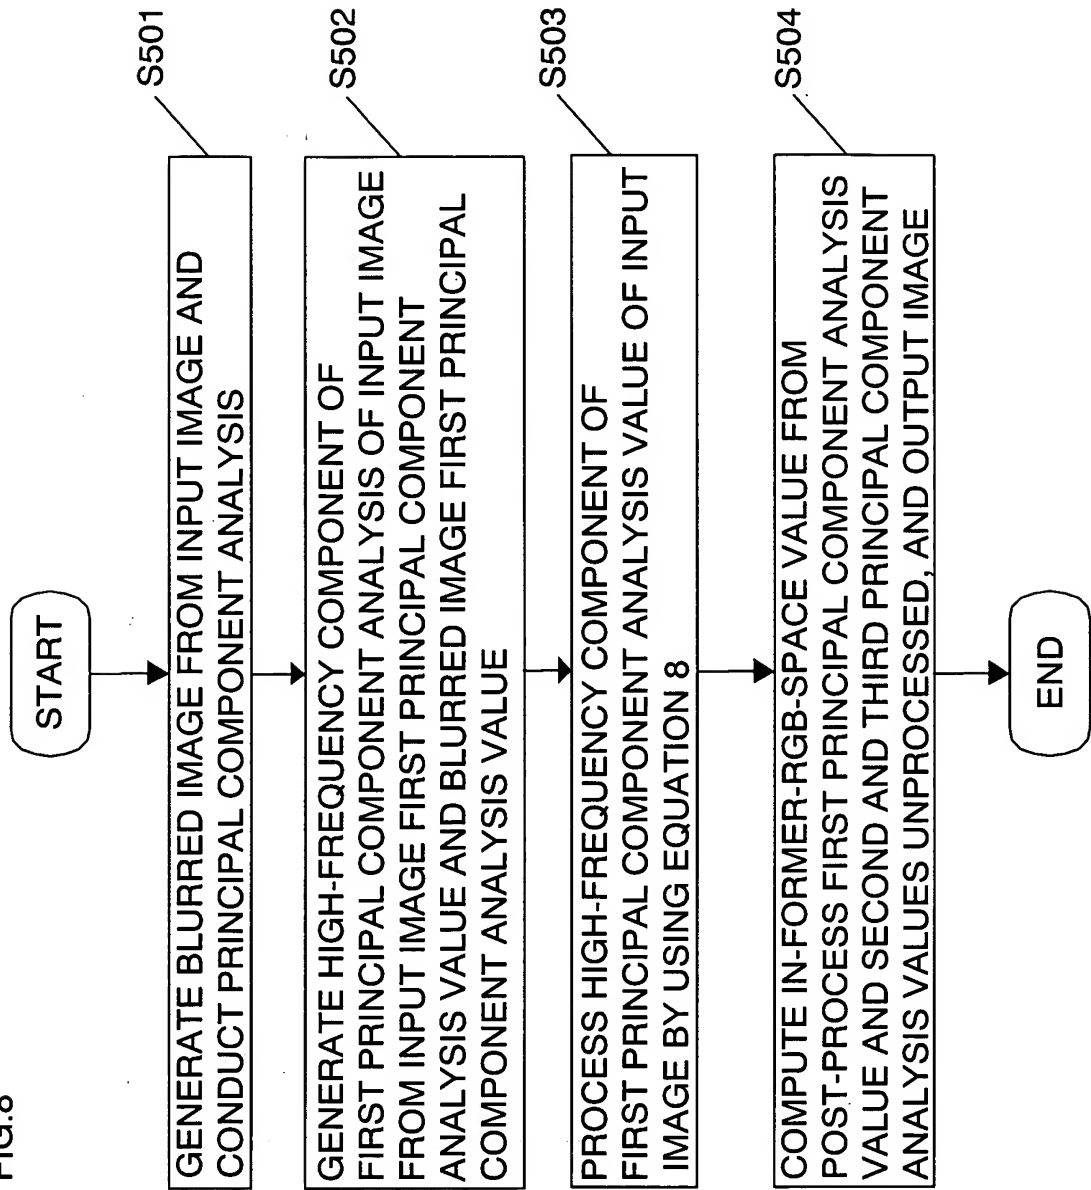 FIG.8
START
S501
GENERATE BLURRED IMAGE FROM INPUT IMAGE AND
CONDUCT PRINCIPAL COMPONENT ANALYSIS
S502
GENERATE HIGH-FREQUENCY COMPONENT OF
FIRST PRINCIPAL COMPONENT ANALYSIS OF INPUT IMAGE
FROM INPUT IMAGE FIRST PRINCIPAL COMPONENT
ANALYSIS VALUE AND BLURRED IMAGE FIRST PRINCIPAL
COMPONENT ANALYSIS VALUE
S503
PROCESS HIGH-FREQUENCY COMPONENT OF
FIRST PRINCIPAL COMPONENT ANALYSIS VALUE OF INPUT
IMAGE BY USING EQUATION 8
S504
COMPUTE IN-FORMER-RGB-SPACE VALUE FROM
POST-PROCESS FIRST PRINCIPAL COMPONENT ANALYSIS
VALUE AND SECOND AND THIRD PRINCIPAL COMPONENT
ANALYSIS VALUES UNPROCESSED, AND OUTPUT IMAGE
END